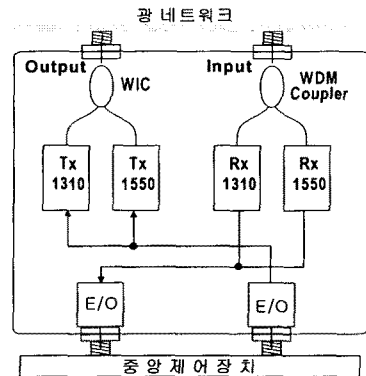 광 네트워크
Output
Input
WIC
WDM
Coupler
Tx
1310
Tx
1550
Rx
1310
Rx
1550
E/O
E/O
중앙제어장치